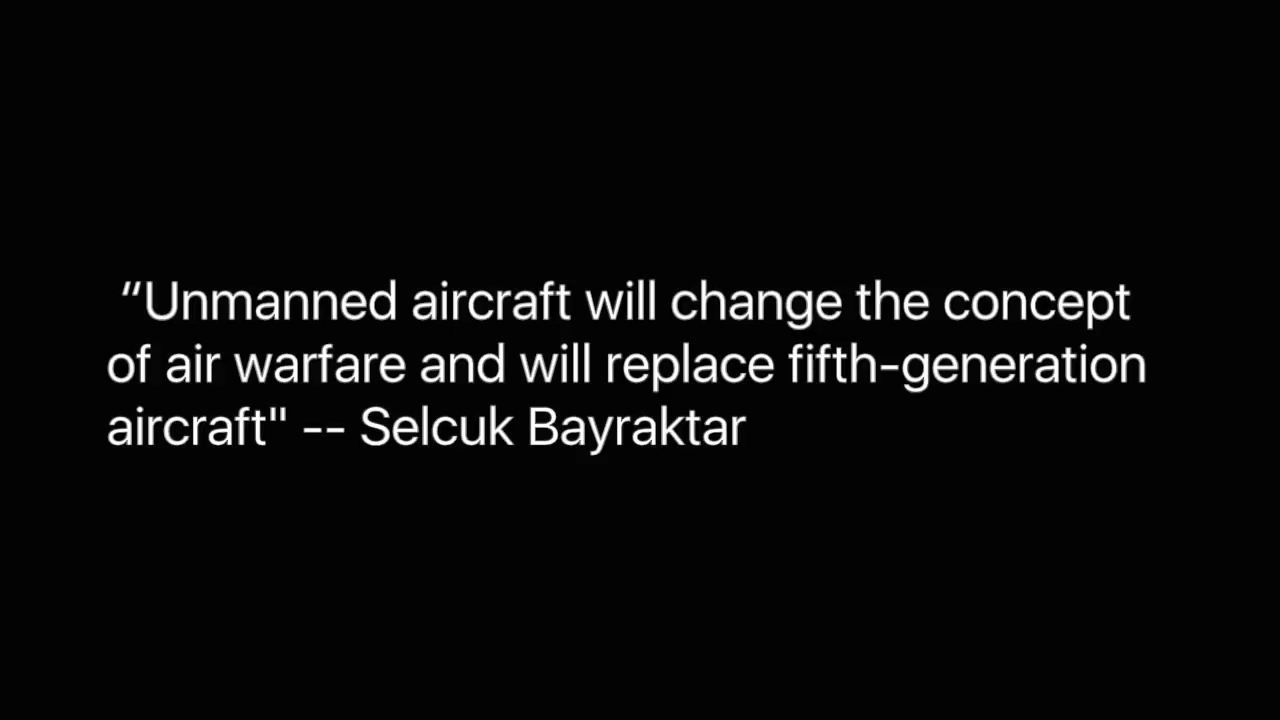 “Unmanned aircraft will change the concept
of air warfare and will replace fifth-generation
aircraft" -- Selcuk Bayraktar